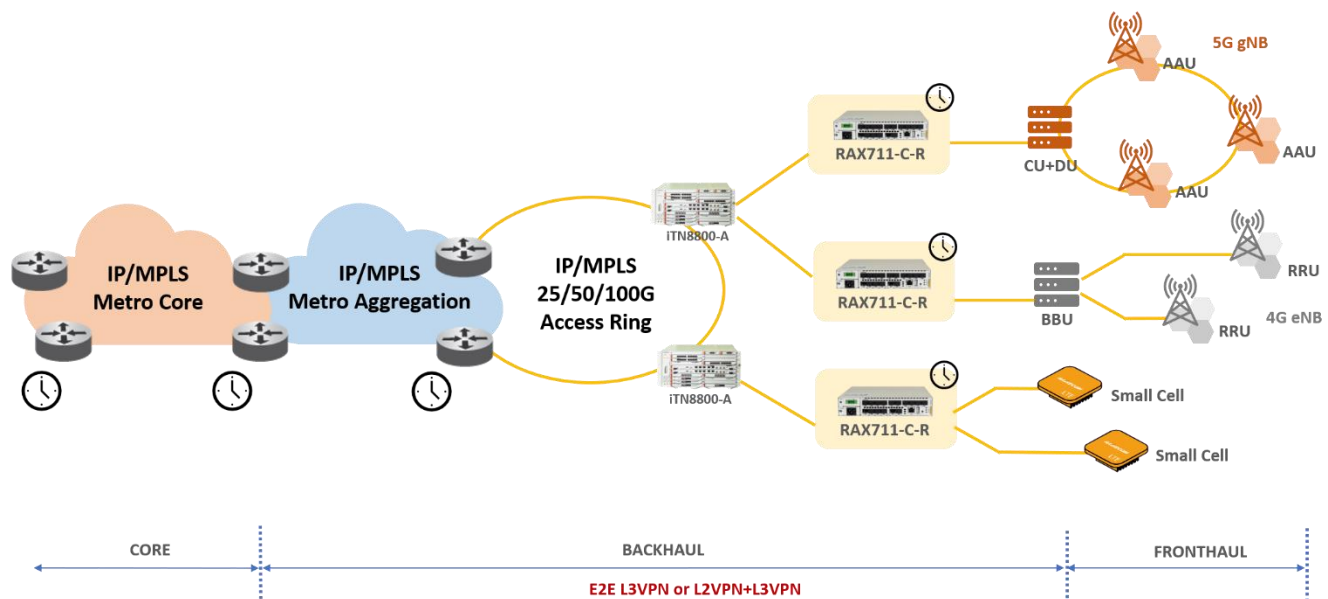 5G gNB
AAU
AAU
AAU
CU+DU
RAX711-C-R
iTN8800-A
IP/MPLS
Metro Core
IP/MPLS
Metro Aggregation
IP/MPLS
25/50/100G
Access Ring
RAX711-C-R
BBU
RRU
RRU
4G eNB
iTN8800-A
RAX711-C-R
Small Cell
Small Cell
LTE
LTE
CORE
BACKHAUL
FRONTHAUL
E2E L3VPN or L2VPN+L3VPN